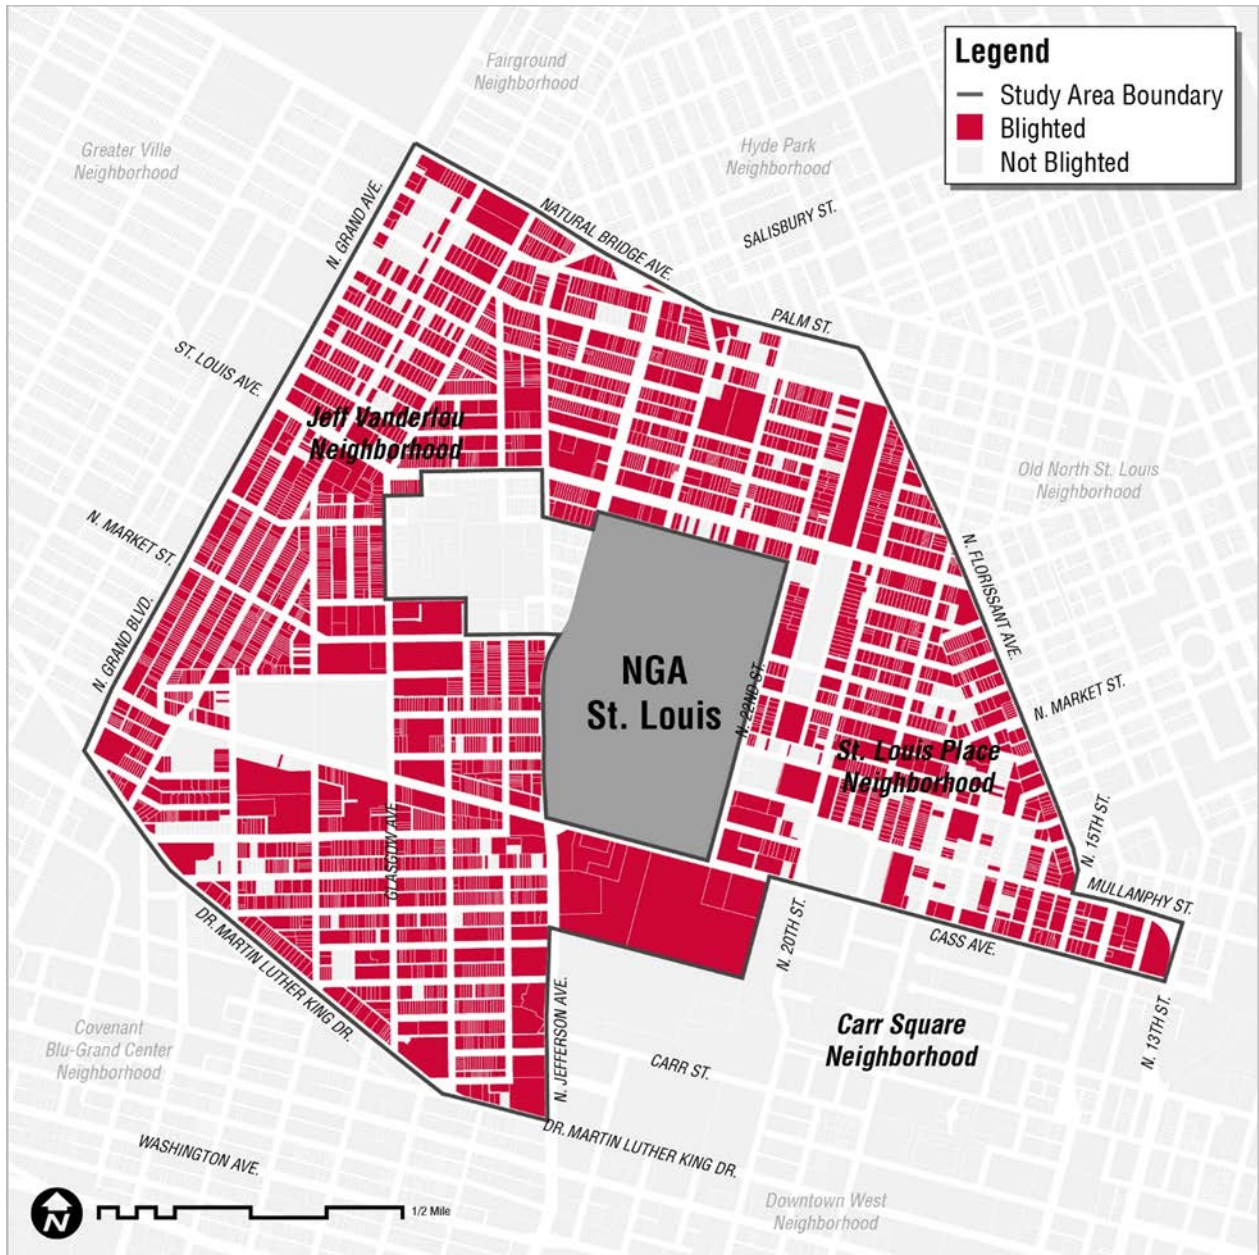 Legend
Study Area Boundary
Blighted
Not Blighted
Fairground
Neighborhood
Greater Ville
Neighborhood
Hyde Park
Neighborhood
SALISBURY ST.
N. GRAND AVE.
NATURAL BRIDGE AVE.
PALM ST.
ST. LOUIS AVE.
Jeff Vanderlou
Neighborhood
Old North St. Louis
Neighborhood
N. MARKET ST.
N. FLORISSANT AVE.
N. GRAND BLVD.
NGA
St. Louis
N. 22ND ST.
N. MARKET ST.
St. Louis Place
Neighborhood
GLASGOW AVE.
N. 15TH ST.
MULLANPHY ST.
DR. MARTIN LUTHER KING DR.
N. 20TH ST.
CASS AVE.
N. JEFFERSON AVE.
Carr Square
Neighborhood
N. 13TH ST.
Covenant
Blu-Grand Center
Neighborhood
CARR ST.
DR. MARTIN LUTHER KING DR.
WASHINGTON AVE.
Downtown West
Neighborhood
N
1/2 Mile